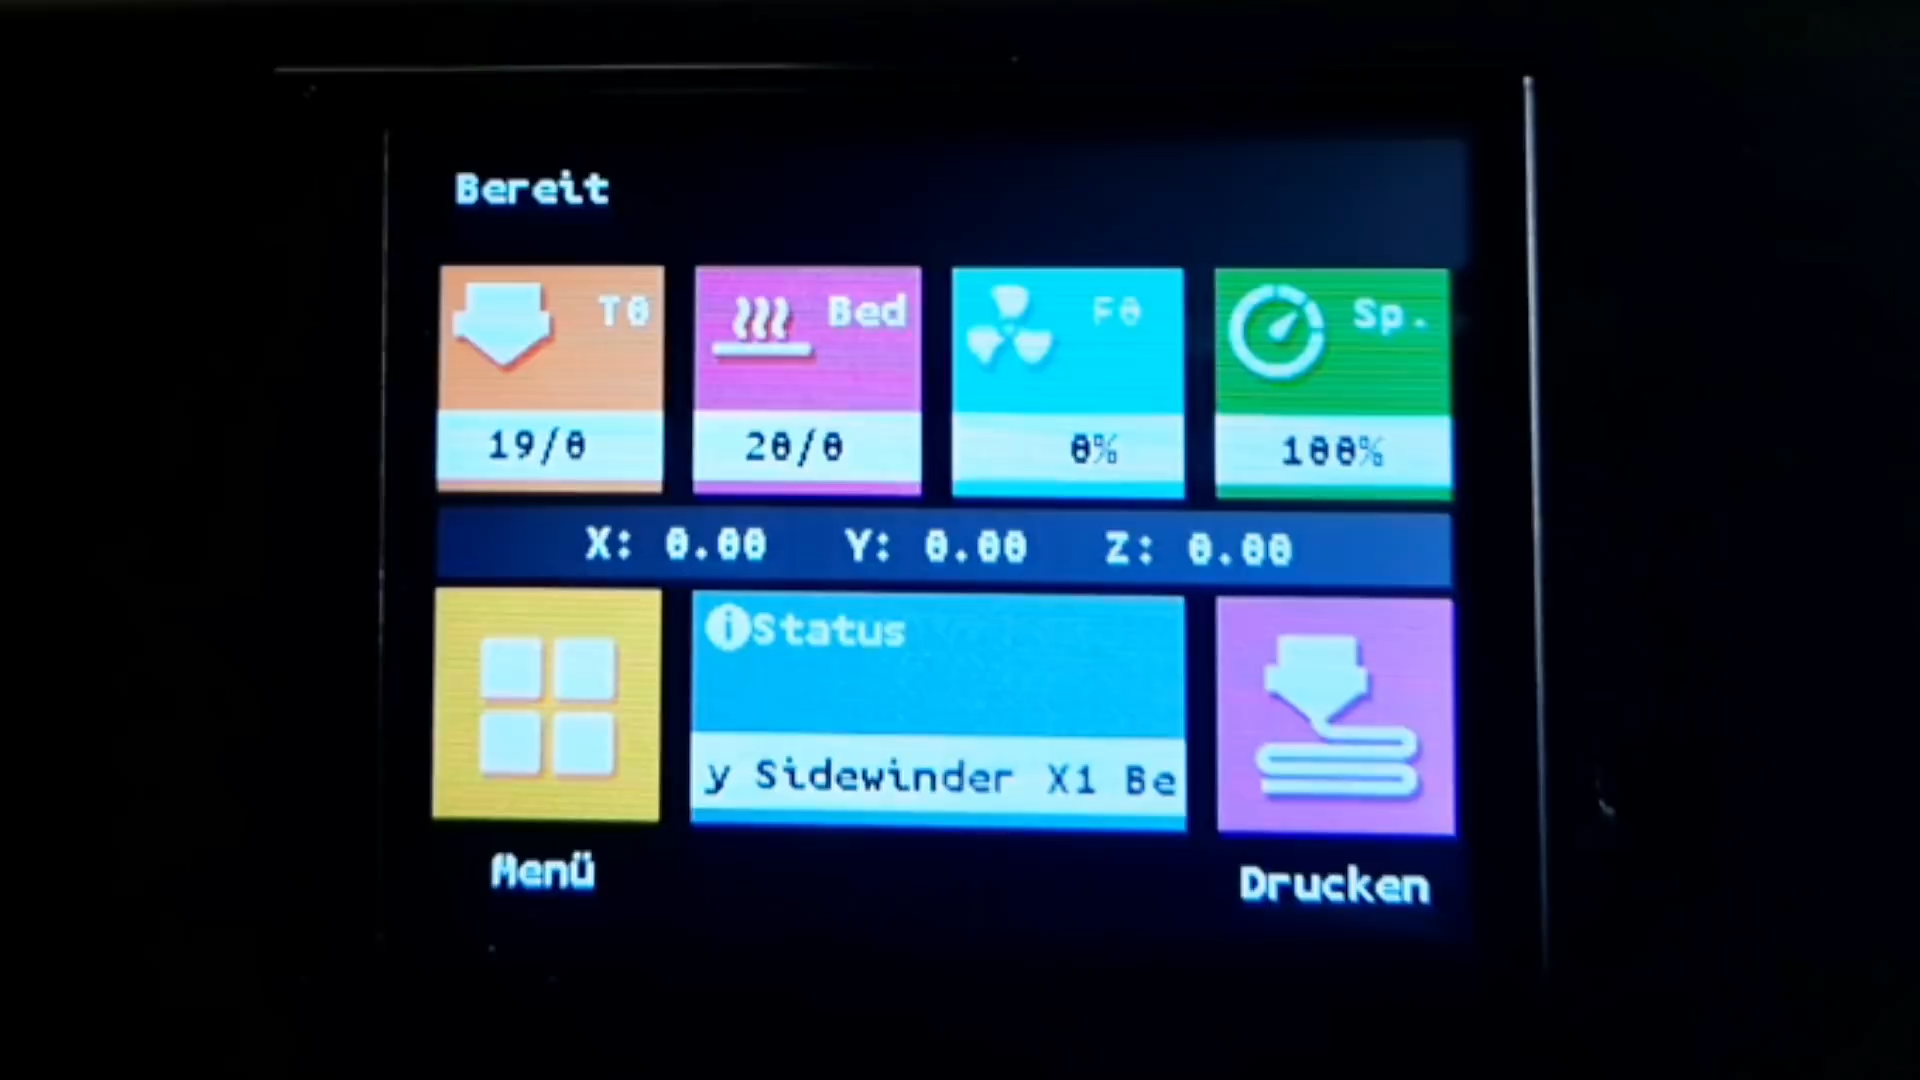 Bereit
T0 Bed F0 Sp.
19/0 20/0 0% 100%
X: 0.00 Y: 0.00 Z: 0.00
Status
y Sidewinder X1 Be
Menü Drucken